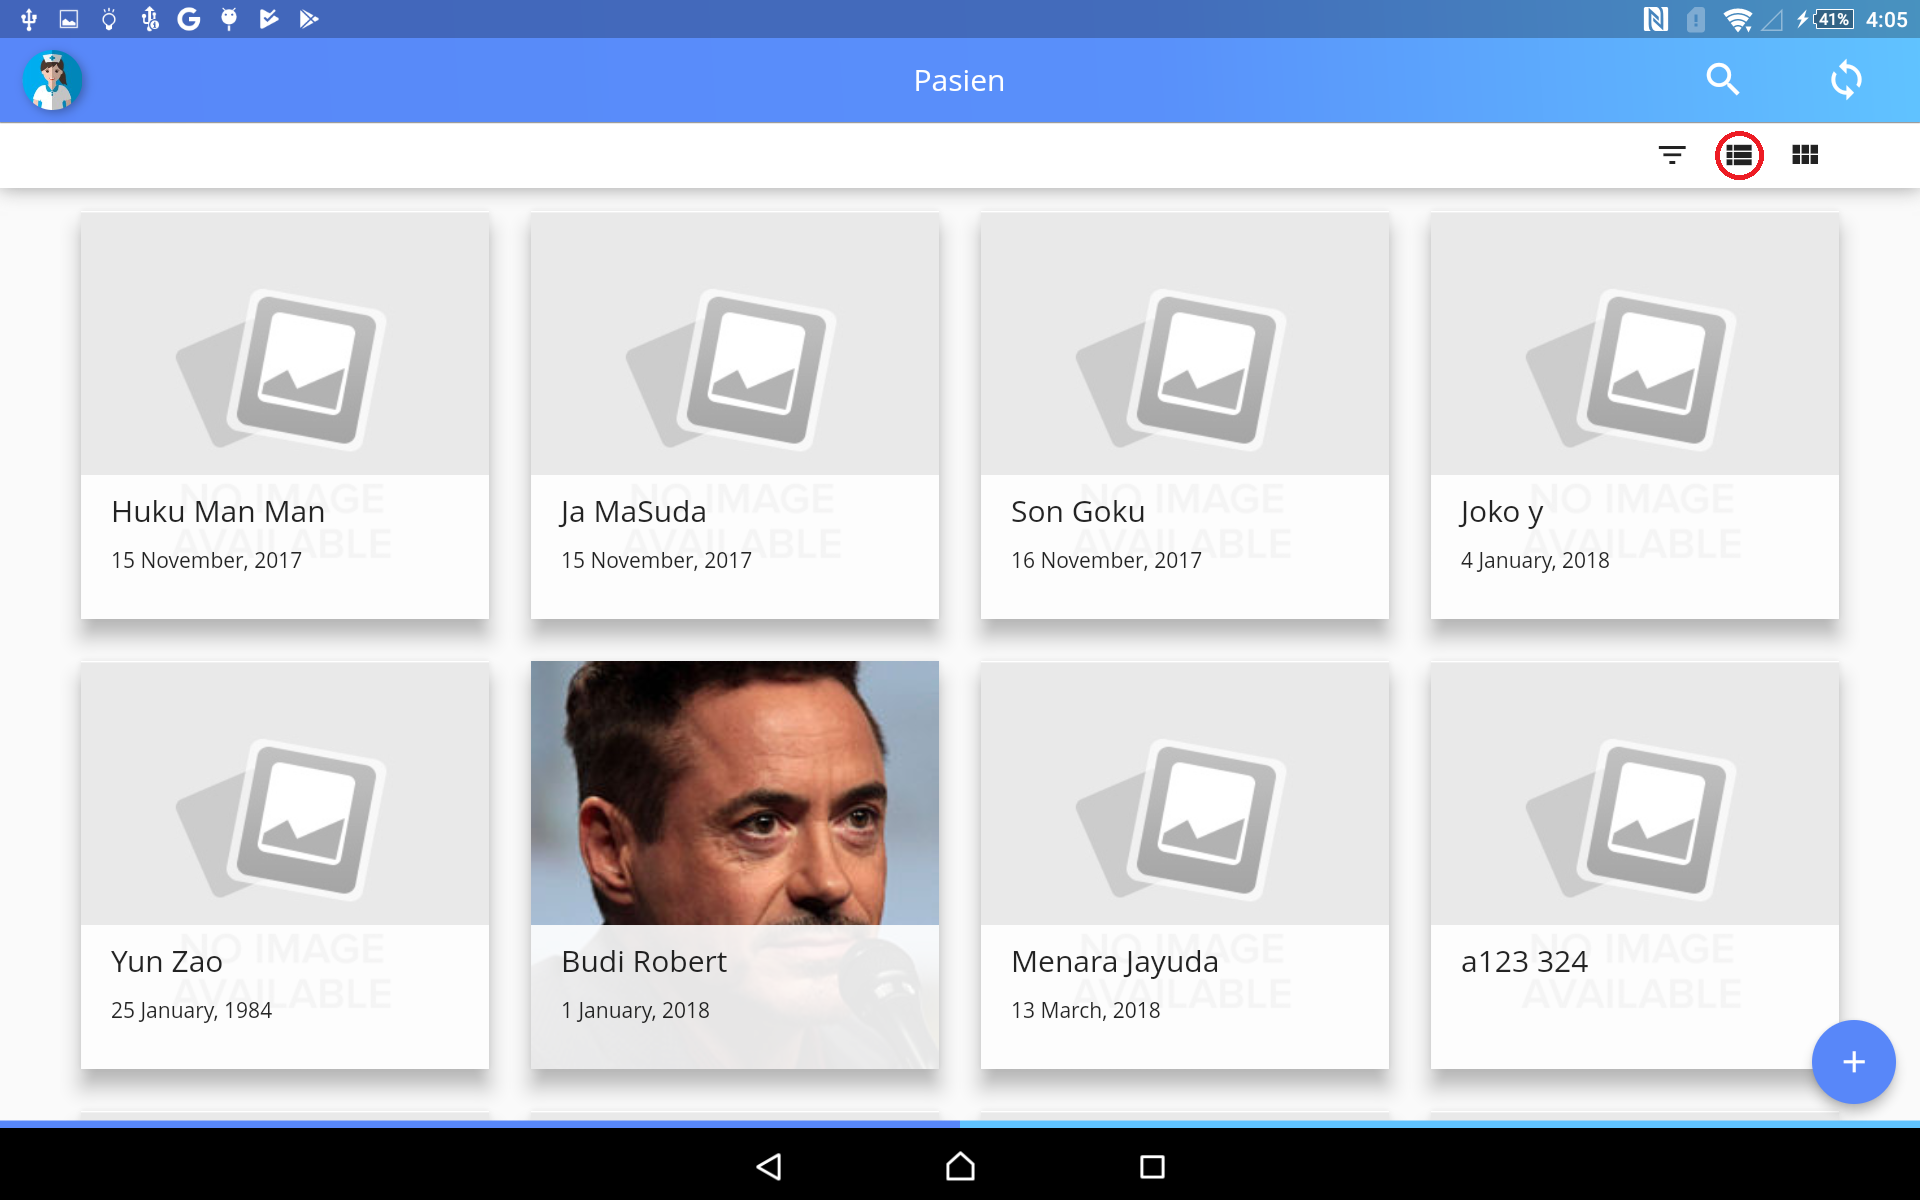 41% 4:05
Pasien
NO IMAGE
AVAILABLE
Huku Man Man
15 November, 2017
NO IMAGE
AVAILABLE
Ja MaSuda
15 November, 2017
NO IMAGE
AVAILABLE
Son Goku
16 November, 2017
NO IMAGE
AVAILABLE
Joko y
4 January, 2018
NO IMAGE
AVAILABLE
Yun Zao
25 January, 1984
Budi Robert
1 January, 2018
NO IMAGE
AVAILABLE
Menara Jayuda
13 March, 2018
NO IMAGE
AVAILABLE
a123 324